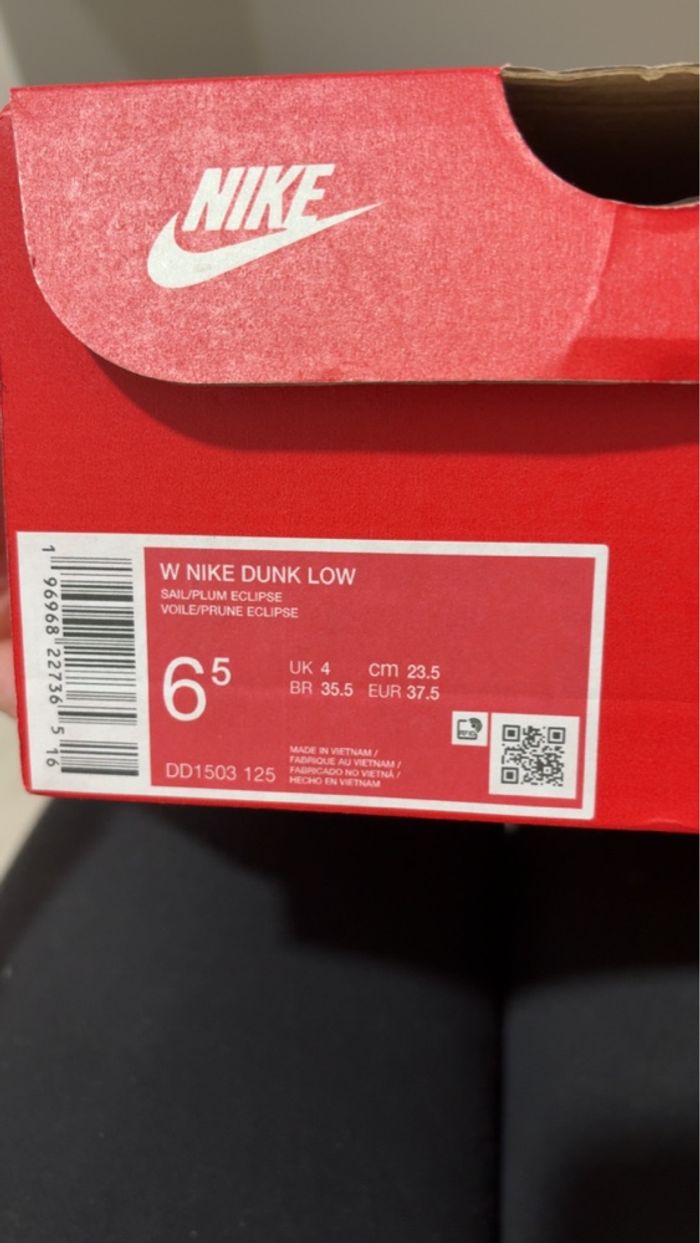 NIKE
1 96968 22736 5 16
W NIKE DUNK LOW
SAIL/PLUM ECLIPSE
VOILE/PRUNE ECLIPSE
6⁵
UK 4 cm 23.5
BR 35.5 EUR 37.5
DD1503 125
MADE IN VIETNAM /
FABRIQUE AU VIETNAM /
FABRICADO NO VIETNÃ /
HECHO EN VIETNAM